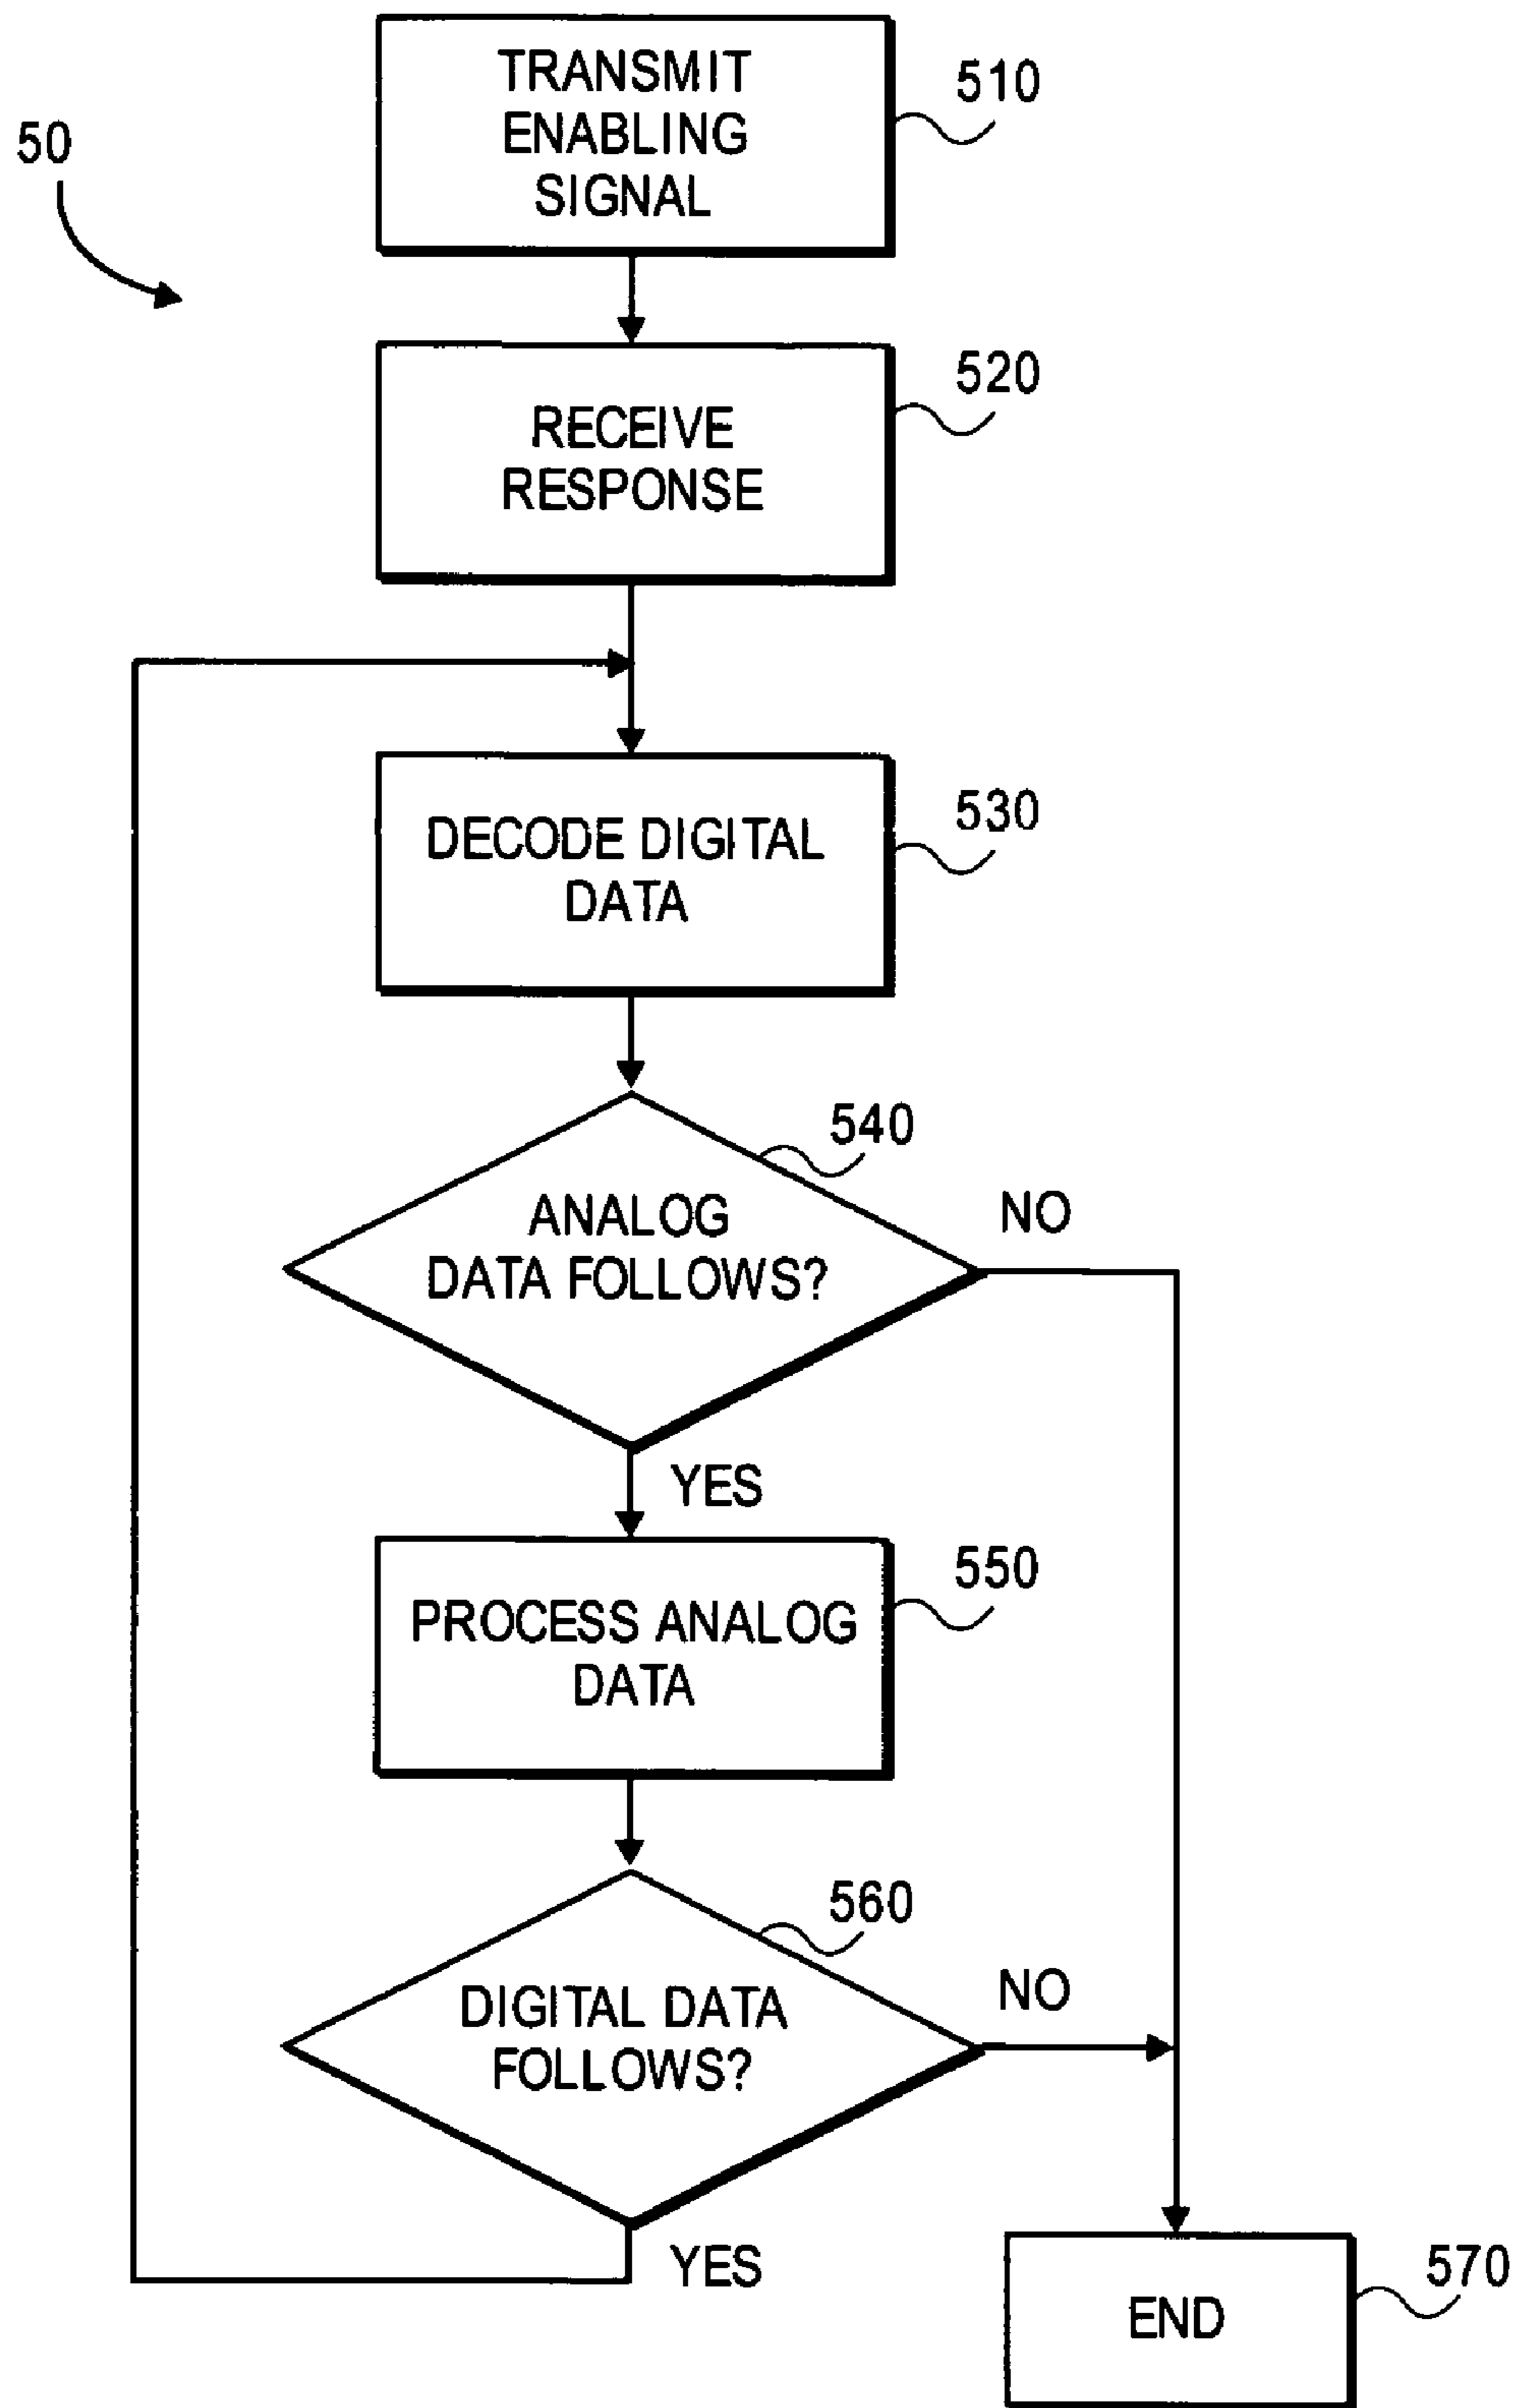 50
TRANSMIT
ENABLING
SIGNAL
510
RECEIVE
RESPONSE
520
DECODE DIGITAL
DATA
530
ANALOG
DATA FOLLOWS?
540
NO
YES
PROCESS ANALOG
DATA
550
DIGITAL DATA
FOLLOWS?
560
NO
YES
END
570